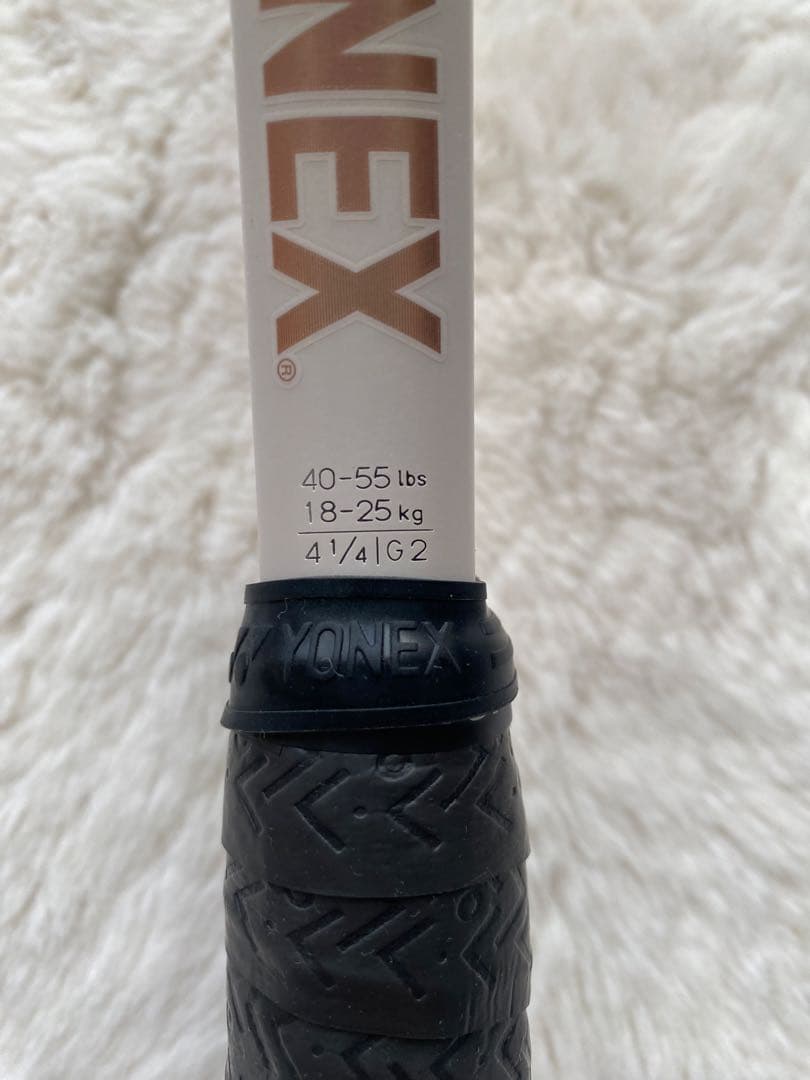 NEX®
40-55 lbs
18-25 kg
4 1/4 | G2
YONEX